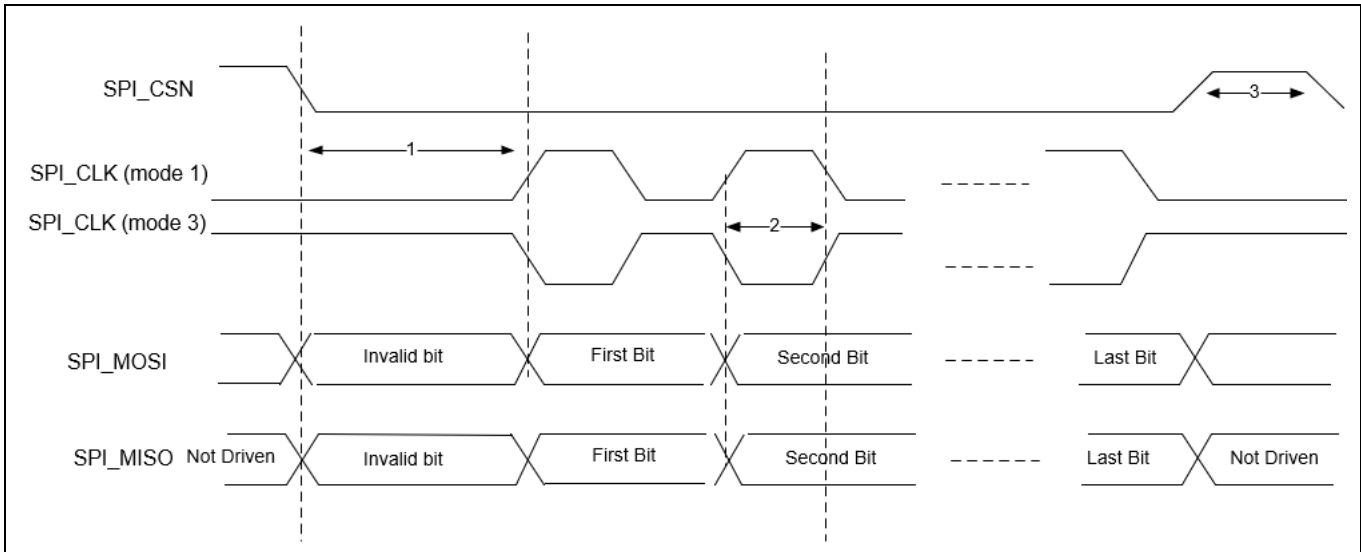 SPI_CSN
3
1
SPI_CLK (mode 1)
SPI_CLK (mode 3)
2
SPI_MOSI Invalid bit First Bit Second Bit Last Bit
SPI_MISO Not Driven Invalid bit First Bit Second Bit Last Bit Not Driven